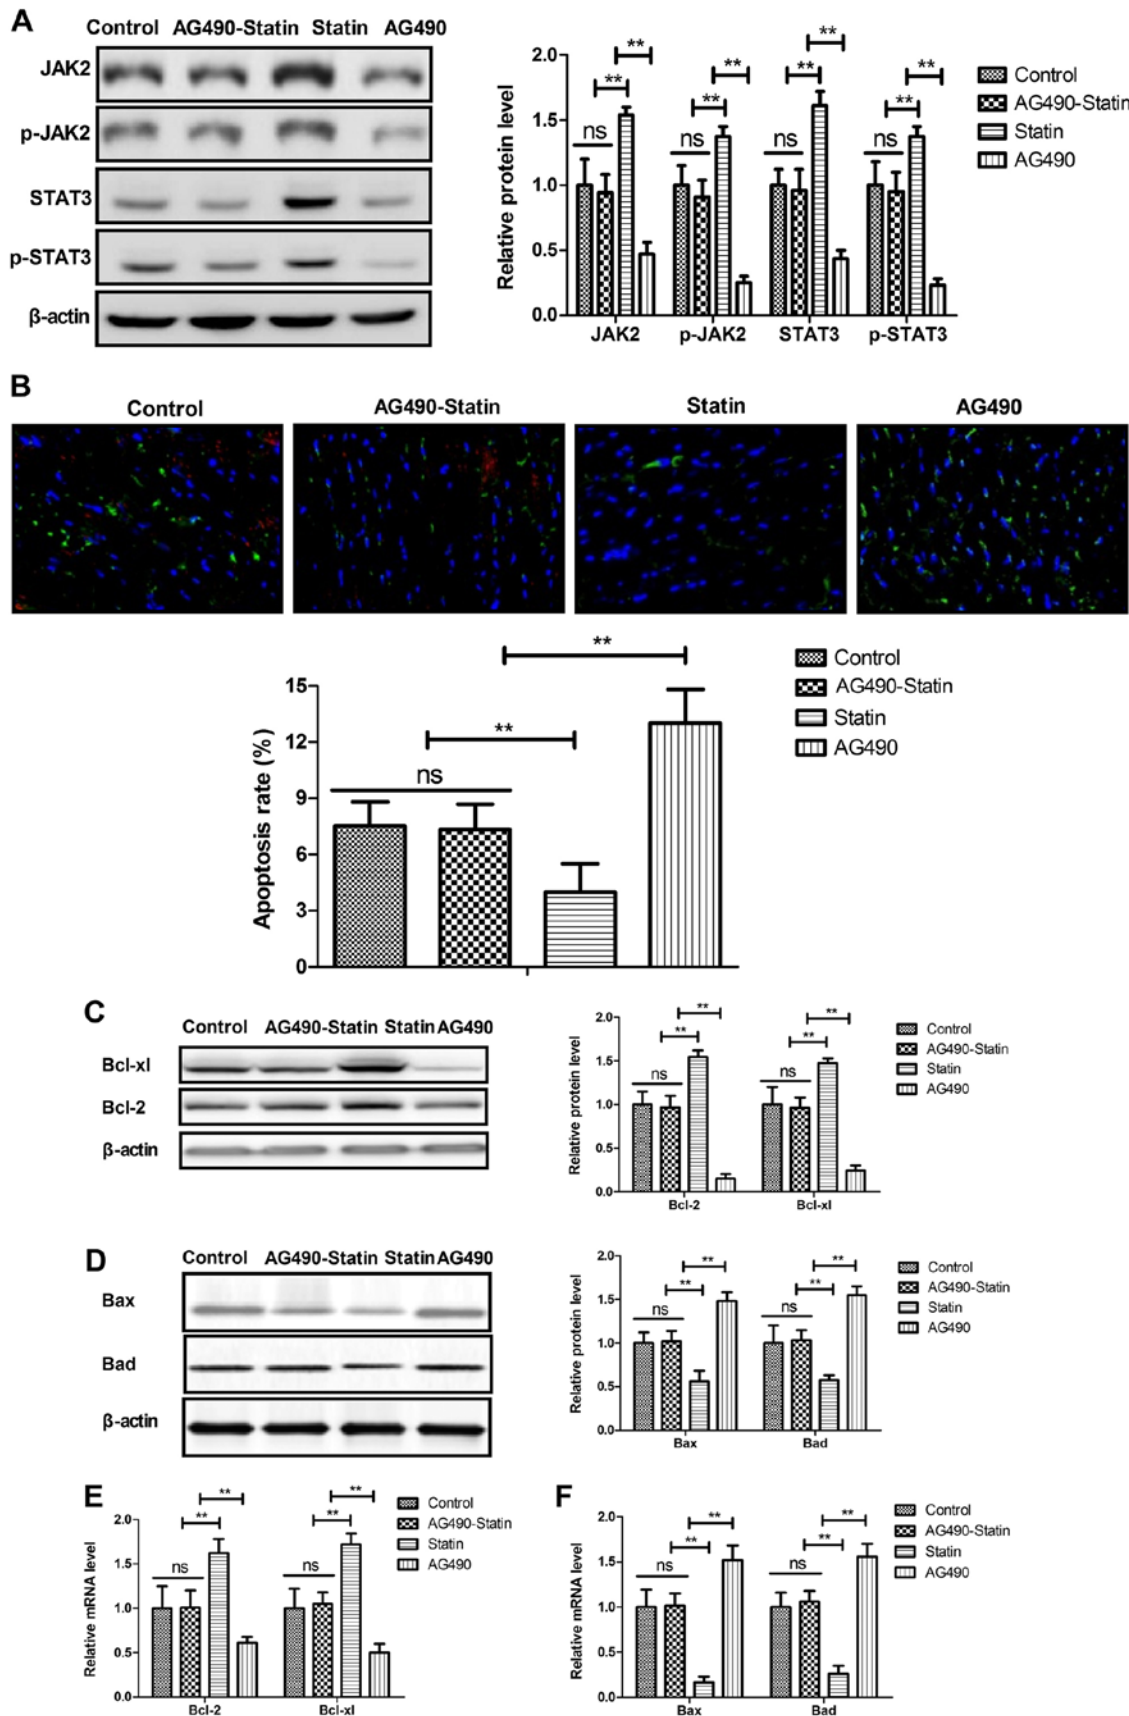 A
Control AG490-Statin Statin AG490
JAK2
p-JAK2
STAT3
p-STAT3
β-actin
Relative protein level
2.0
1.5
1.0
0.5
0.0
ns ** **
ns ** **
ns ** **
ns ** **
JAK2 p-JAK2 STAT3 p-STAT3
Control
AG490-Statin
Statin
AG490
B
Control AG490-Statin Statin AG490
Apoptosis rate (%)
15
12
9
6
3
0
**
**
ns
Control
AG490-Statin
Statin
AG490
C
Control AG490-Statin Statin AG490
Bcl-xl
Bcl-2
β-actin
Relative protein level
2.0
1.5
1.0
0.5
0.0
ns ** **
ns ** **
Bcl-2 Bcl-xl
Control
AG490-Statin
Statin
AG490
D
Control AG490-Statin Statin AG490
Bax
Bad
β-actin
Relative protein level
2.0
1.5
1.0
0.5
0.0
ns ** **
ns ** **
Bax Bad
Control
AG490-Statin
Statin
AG490
E
Relative mRNA level
2.0
1.5
1.0
0.5
0.0
ns ** **
ns ** **
Bcl-2 Bcl-xl
Control
AG490-Statin
Statin
AG490
F
Relative mRNA level
2.0
1.5
1.0
0.5
0.0
ns ** **
ns ** **
Bax Bad
Control
AG490-Statin
Statin
AG490